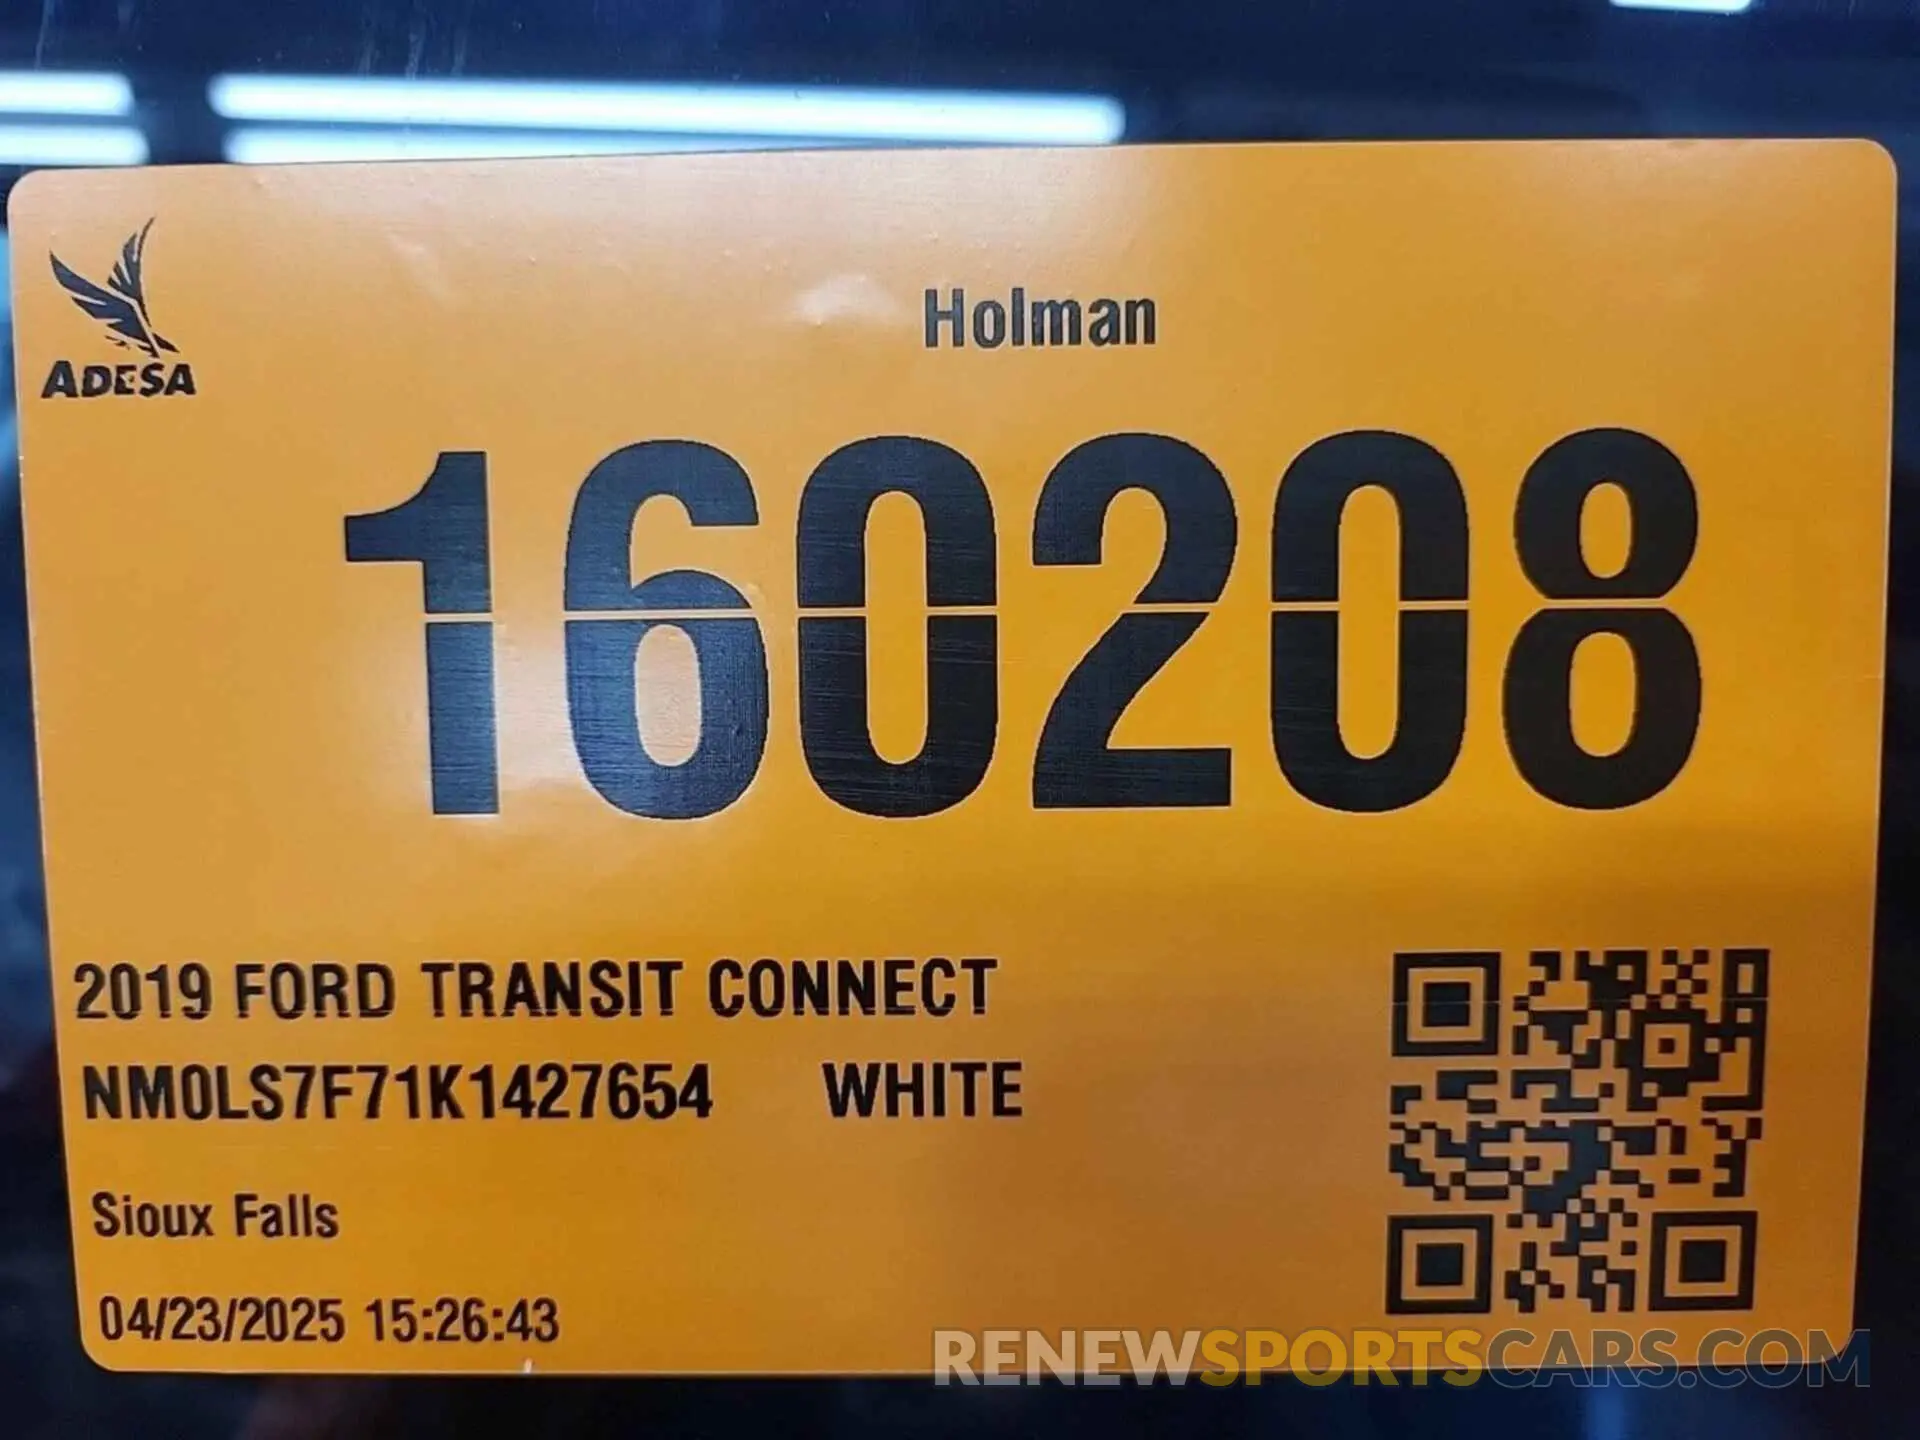 ADESA
Holman
160208
2019 FORD TRANSIT CONNECT
NM0LS7F71K1427654 WHITE
Sioux Falls
04/23/2025 15:26:43
RENEWSPORTSCARS.COM